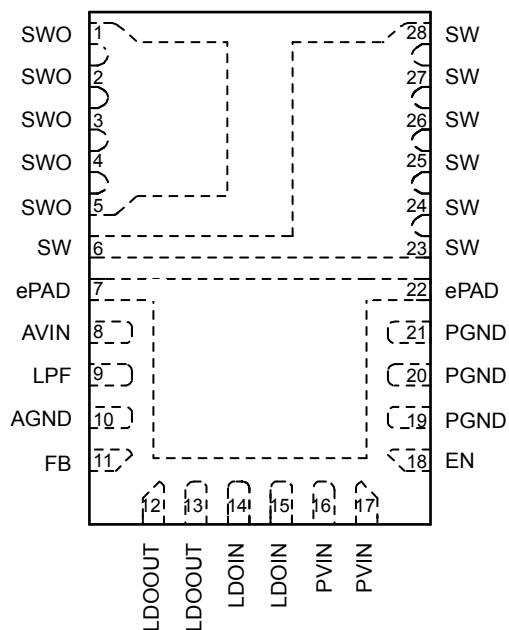 SWO 1 28 SW
SWO 2 27 SW
SWO 3 26 SW
SWO 4 25 SW
SWO 5 24 SW
SW 6 23 SW
ePAD 7 22 ePAD
AVIN 8 21 PGND
LPF 9 20 PGND
AGND 10 19 PGND
FB 11 18 EN
12 13 14 15 16 17
LDOOUT
LDOOUT
LDOIN
LDOIN
PVIN
PVIN